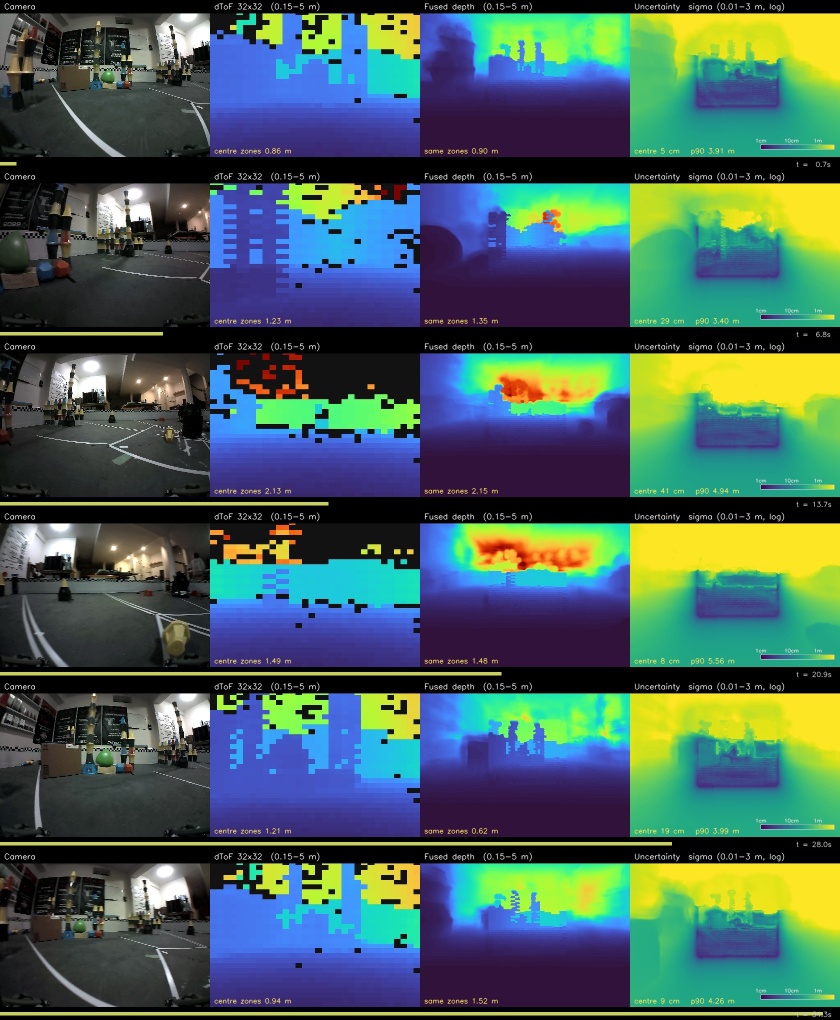 Camera dToF 32x32 (0.15-5 m) Fused depth (0.15-5 m) Uncertainty sigma (0.01-3 m, log)
1cm 10cm 1m
centre zones 0.86 m same zones 0.90 m centre 5 cm p90 3.91 m
t = 0.7s
Camera dToF 32x32 (0.15-5 m) Fused depth (0.15-5 m) Uncertainty sigma (0.01-3 m, log)
1cm 10cm 1m
centre zones 1.23 m same zones 1.35 m centre 29 cm p90 3.40 m
t = 6.8s
Camera dToF 32x32 (0.15-5 m) Fused depth (0.15-5 m) Uncertainty sigma (0.01-3 m, log)
1cm 10cm 1m
centre zones 2.13 m same zones 2.15 m centre 41 cm p90 4.94 m
t = 13.7s
Camera dToF 32x32 (0.15-5 m) Fused depth (0.15-5 m) Uncertainty sigma (0.01-3 m, log)
1cm 10cm 1m
centre zones 1.49 m same zones 1.48 m centre 8 cm p90 5.56 m
t = 20.9s
Camera dToF 32x32 (0.15-5 m) Fused depth (0.15-5 m) Uncertainty sigma (0.01-3 m, log)
1cm 10cm 1m
centre zones 1.21 m same zones 0.62 m centre 19 cm p90 3.99 m
t = 28.0s
Camera dToF 32x32 (0.15-5 m) Fused depth (0.15-5 m) Uncertainty sigma (0.01-3 m, log)
1cm 10cm 1m
centre zones 0.94 m same zones 1.52 m centre 9 cm p90 4.26 m